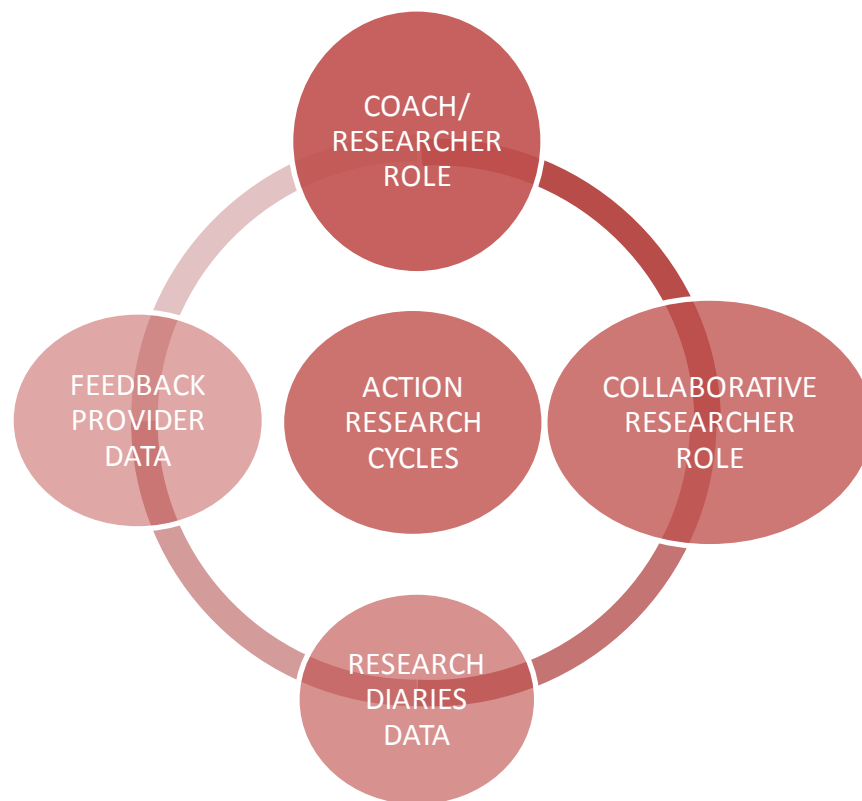 COACH/
RESEARCHER
ROLE
FEEDBACK
PROVIDER
DATA
ACTION
RESEARCH
CYCLES
COLLABORATIVE
RESEARCHER
ROLE
RESEARCH
DIARIES
DATA